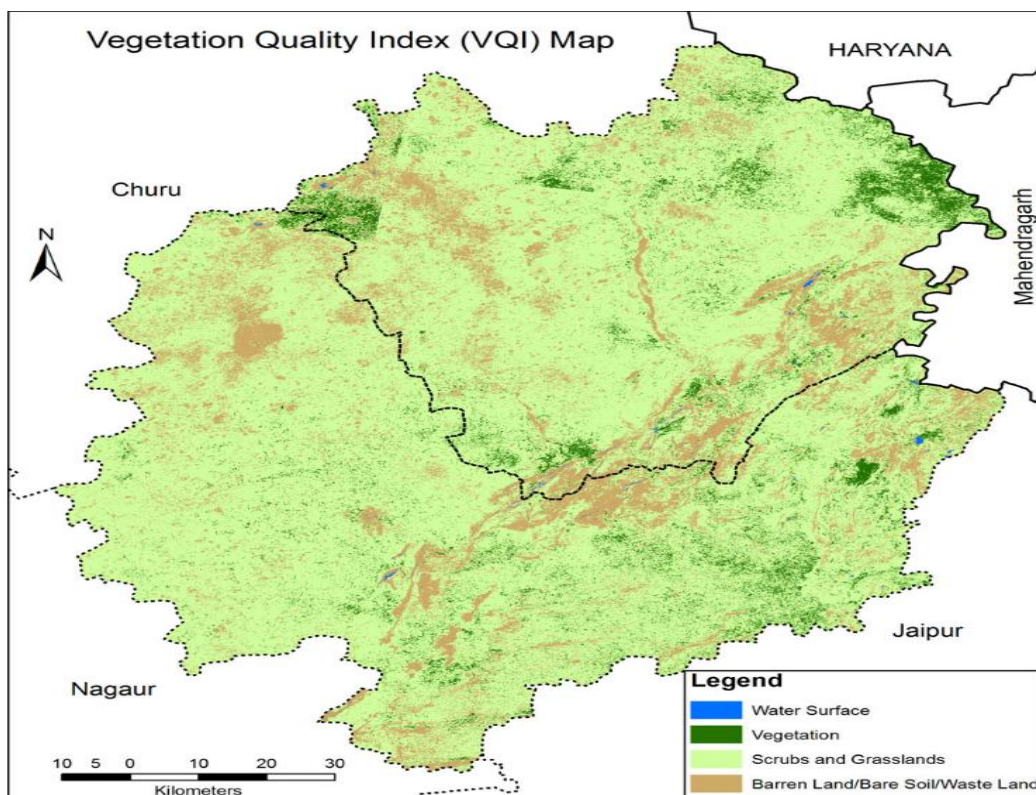 Vegetation Quality Index (VQI) Map
HARYANA
Churu
N
Mahendragarh
Jaipur
Nagaur
Legend
Water Surface
Vegetation
Scrubs and Grasslands
Barren Land/Bare Soil/Waste Land
10 5 0 10 20 30
Kilometers